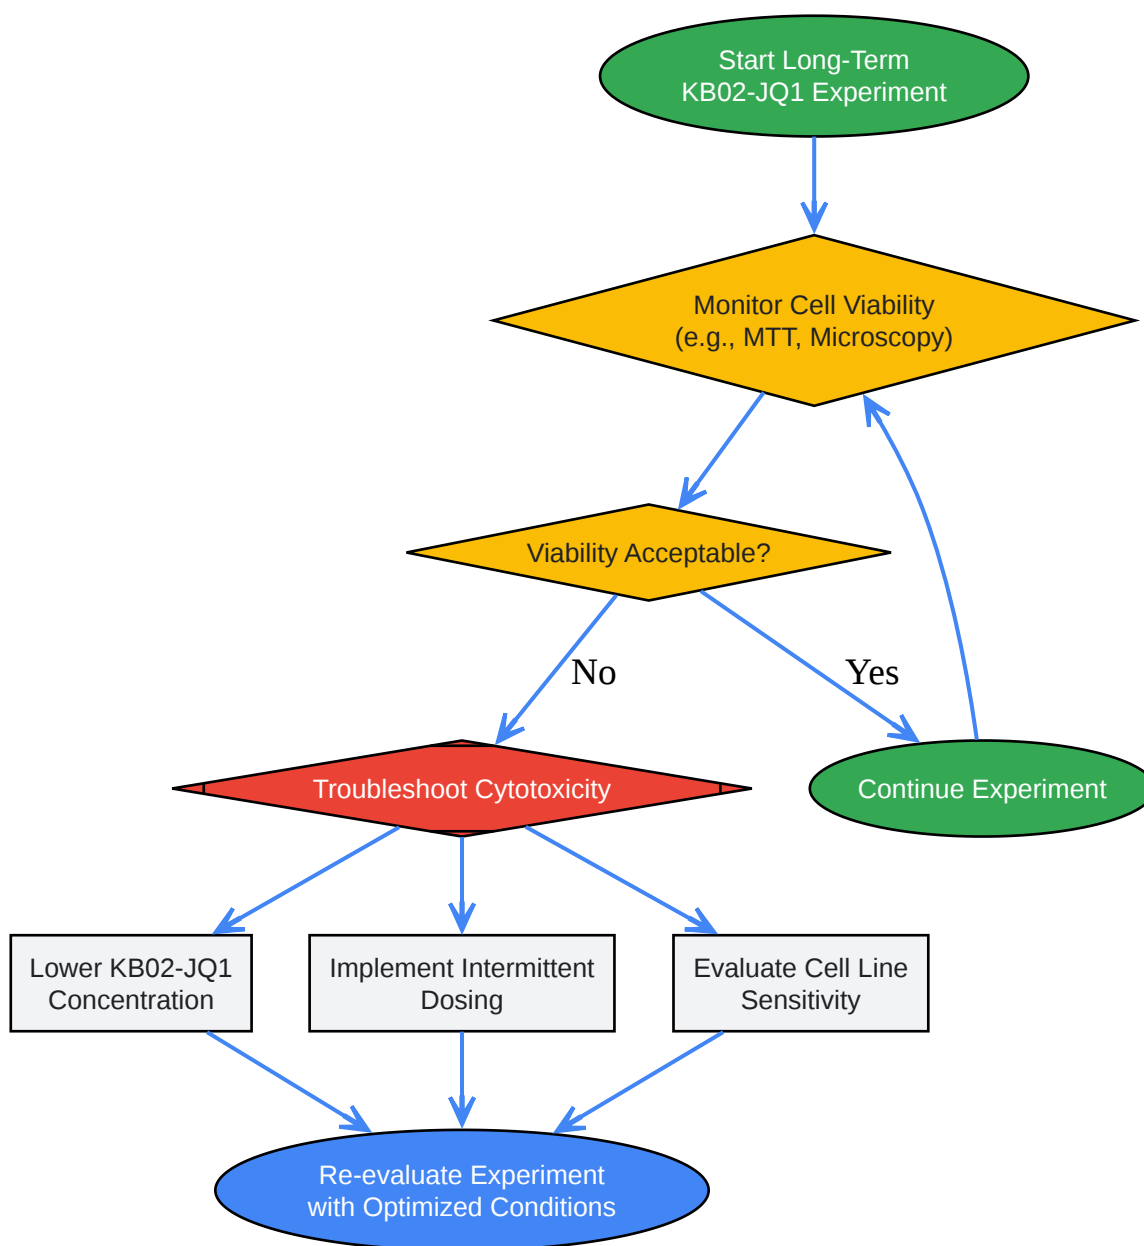 Start Long-Term
KB02-JQ1 Experiment
Monitor Cell Viability
(e.g., MTT, Microscopy)
Viability Acceptable?
No
Yes
Troubleshoot Cytotoxicity
Continue Experiment
Lower KB02-JQ1
Concentration
Implement Intermittent
Dosing
Evaluate Cell Line
Sensitivity
Re-evaluate Experiment
with Optimized Conditions